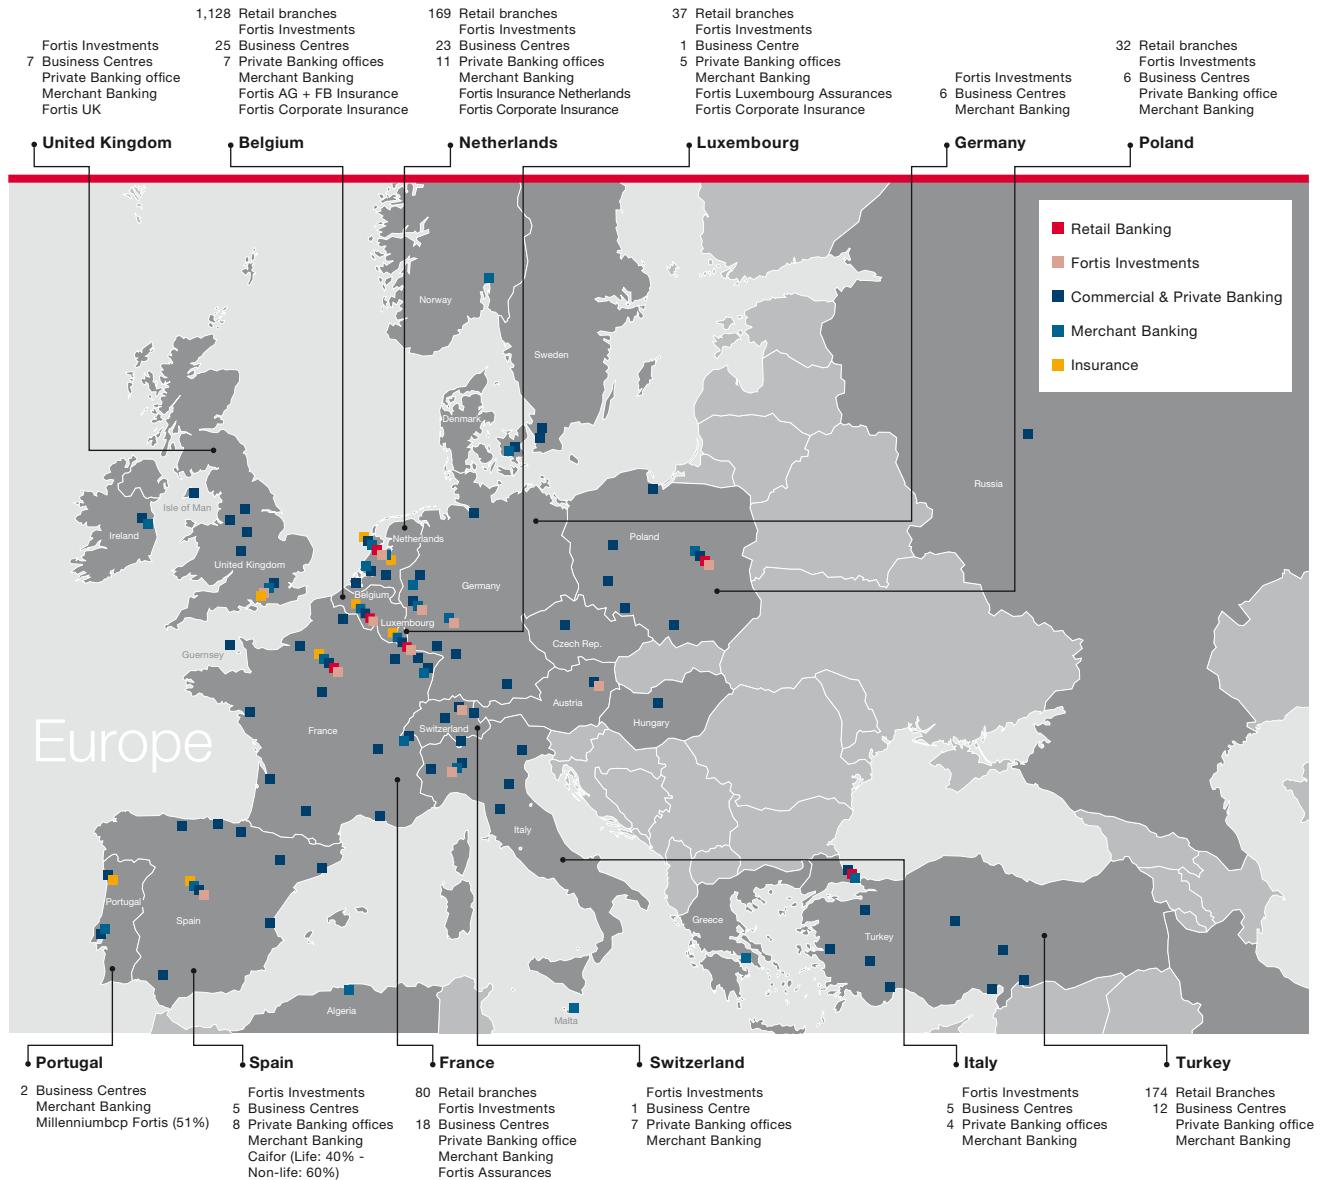 Fortis Investments
7 Business Centres
Private Banking office
Merchant Banking
Fortis UK
United Kingdom
1,128 Retail branches
Fortis Investments
25 Business Centres
7 Private Banking offices
Merchant Banking
Fortis AG + FB Insurance
Fortis Corporate Insurance
Belgium
169 Retail branches
Fortis Investments
23 Business Centres
11 Private Banking offices
Merchant Banking
Fortis Insurance Netherlands
Fortis Corporate Insurance
Netherlands
37 Retail branches
Fortis Investments
1 Business Centre
5 Private Banking offices
Merchant Banking
Fortis Luxembourg Assurances
Fortis Corporate Insurance
Luxembourg
Fortis Investments
6 Business Centres
Merchant Banking
Germany
32 Retail branches
Fortis Investments
6 Business Centres
Private Banking office
Merchant Banking
Poland
Retail Banking
Fortis Investments
Commercial & Private Banking
Merchant Banking
Insurance
Norway
Sweden
Denmark
Russia
Isle of Man
Ireland
United Kingdom
Netherlands
Poland
Germany
Belgium
Luxembourg
Czech Rep.
Guernsey
Austria
Hungary
France
Switzerland
Europe
Italy
Portugal
Spain
Greece
Turkey
Algeria
Malta
Portugal
2 Business Centres
Merchant Banking
Millenniumbcp Fortis (51%)
Spain
Fortis Investments
5 Business Centres
8 Private Banking offices
Merchant Banking
Caifor (Life: 40% -
Non-life: 60%)
France
80 Retail branches
Fortis Investments
18 Business Centres
Private Banking office
Merchant Banking
Fortis Assurances
Switzerland
Fortis Investments
1 Business Centre
7 Private Banking offices
Merchant Banking
Italy
Fortis Investments
5 Business Centres
4 Private Banking offices
Merchant Banking
Turkey
174 Retail Branches
12 Business Centres
Private Banking office
Merchant Banking